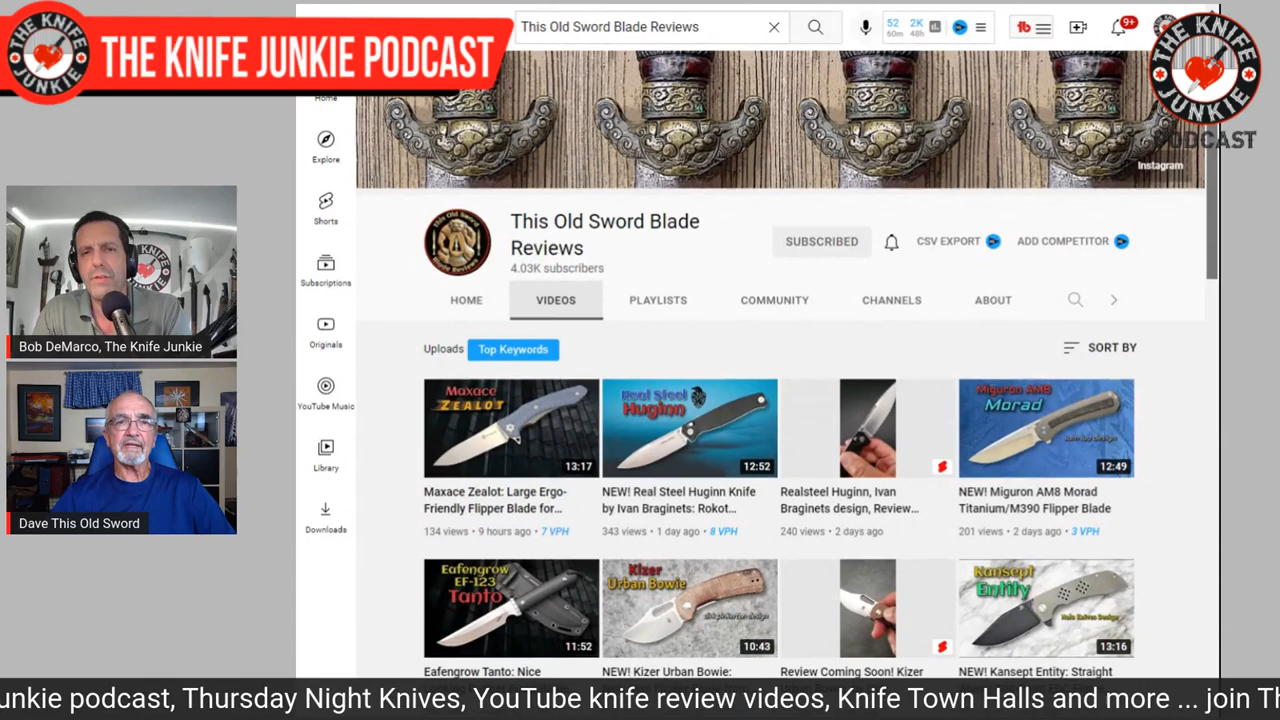 THE KNIFE JUNKIE
THE KNIFE JUNKIE PODCAST
This Old Sword Blade Reviews
52
60m
2K
48h
9+
THE KNIFE JUNKIE
PODCAST
Instagram
Home
Explore
Shorts
Subscriptions
Originals
YouTube Music
Library
Downloads
This Old Sword Blade
Reviews
4.03K subscribers
SUBSCRIBED
CSV EXPORT
ADD COMPETITOR
HOME
VIDEOS
PLAYLISTS
COMMUNITY
CHANNELS
ABOUT
Uploads
Top Keywords
SORT BY
Maxace
ZEALOT
13:17
Maxace Zealot: Large Ergo-
Friendly Flipper Blade for...
134 views • 9 hours ago • 7 VPH
Real Steel
Huginn
12:52
NEW! Real Steel Huginn Knife
by Ivan Braginets: Rokot...
343 views • 1 day ago • 8 VPH
Realsteel Huginn, Ivan
Braginets design, Review...
240 views • 2 days ago
Miguron AM8
Morad
12:49
NEW! Miguron AM8 Morad
Titanium/M390 Flipper Blade
201 views • 2 days ago • 3 VPH
Eafengrow
EF-123
Tanto
11:52
Eafengrow Tanto: Nice
Kizer
Urban Bowie
10:43
NEW! Kizer Urban Bowie:
Review Coming Soon! Kizer
Kansept
Entity
13:16
NEW! Kansept Entity: Straight
Bob DeMarco, The Knife Junkie
Dave This Old Sword
unkie podcast, Thursday Night Knives, YouTube knife review videos, Knife Town Halls and more ... join Th